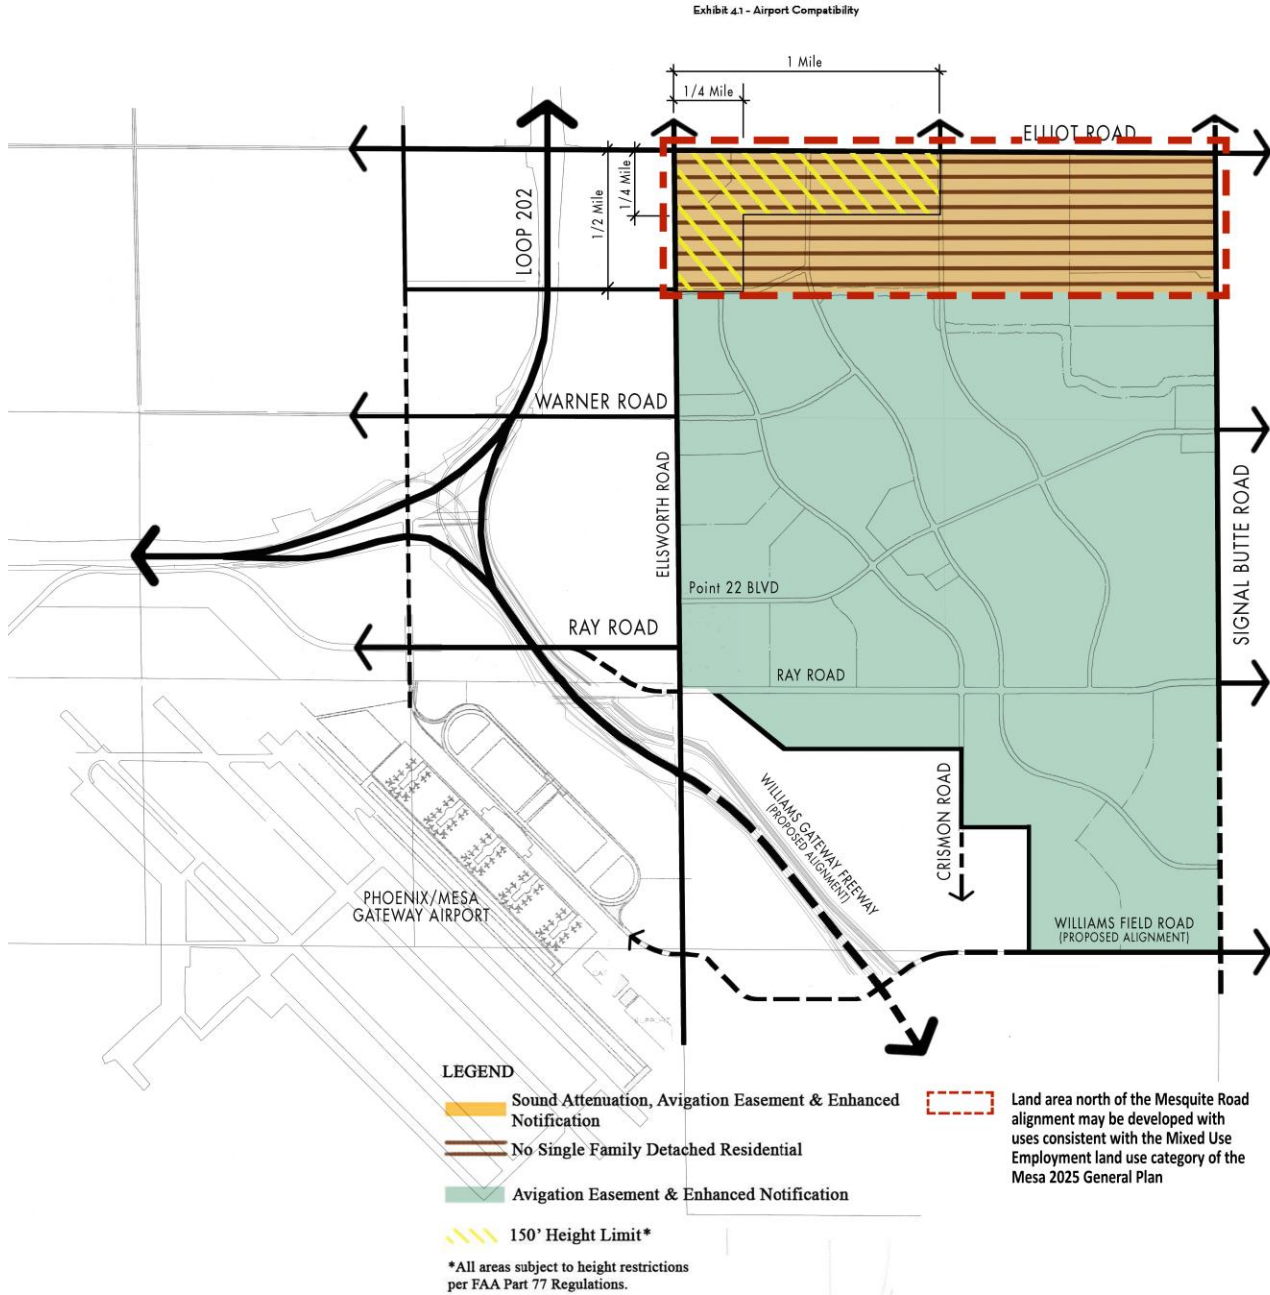 Exhibit 4.1 - Airport Compatibility
1 Mile
1/4 Mile
ELLIOT ROAD
1/4 Mile
1/2 Mile
LOOP 202
WARNER ROAD
ELLSWORTH ROAD
SIGNAL BUTTE ROAD
Point 22 BLVD
RAY ROAD
RAY ROAD
WILLIAMS GATEWAY FREEWAY
(PROPOSED ALIGNMENT)
CRISMON ROAD
PHOENIX/MESA
GATEWAY AIRPORT
WILLIAMS FIELD ROAD
(PROPOSED ALIGNMENT)
LEGEND
Sound Attenuation, Avigation Easement & Enhanced
Notification
No Single Family Detached Residential
Avigation Easement & Enhanced Notification
150' Height Limit*
*All areas subject to height restrictions
per FAA Part 77 Regulations.
Land area north of the Mesquite Road
alignment may be developed with
uses consistent with the Mixed Use
Employment land use category of the
Mesa 2025 General Plan